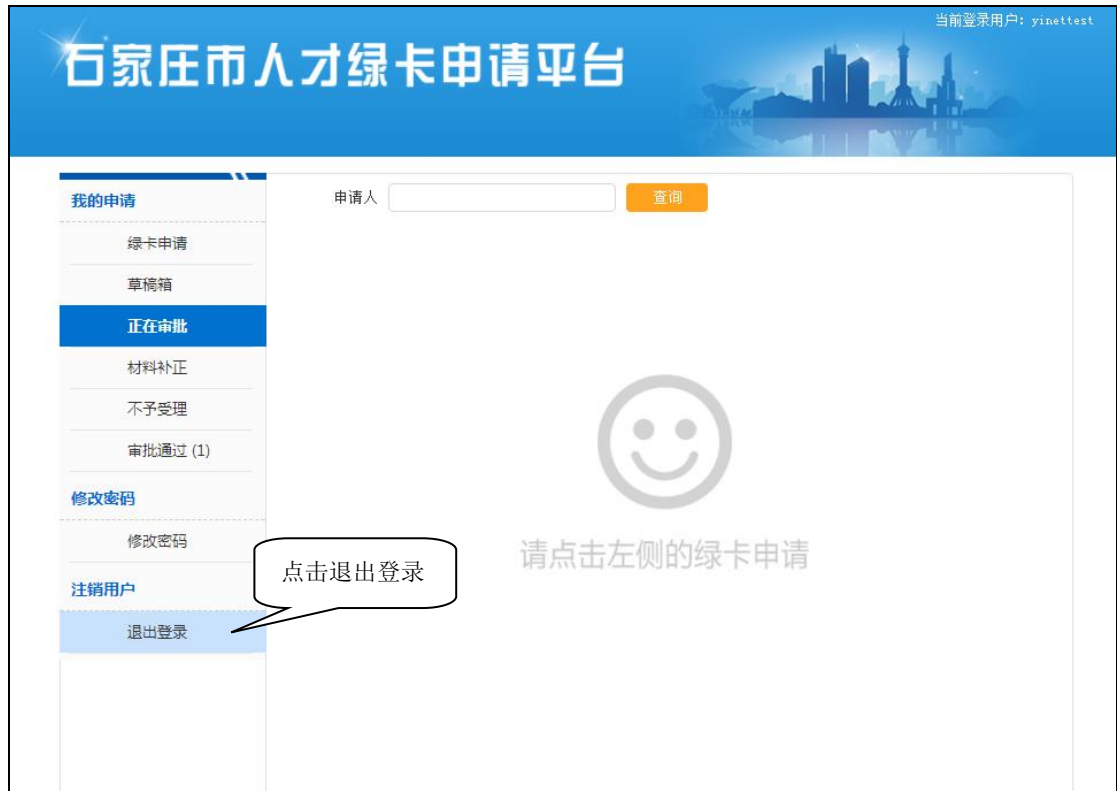 当前登录用户: yinettest
石家庄市人才绿卡申请平台
我的申请
绿卡申请
草稿箱
正在审批
材料补正
不予受理
审批通过 (1)
修改密码
修改密码
注销用户
退出登录
申请人
查询
请点击左侧的绿卡申请
点击退出登录